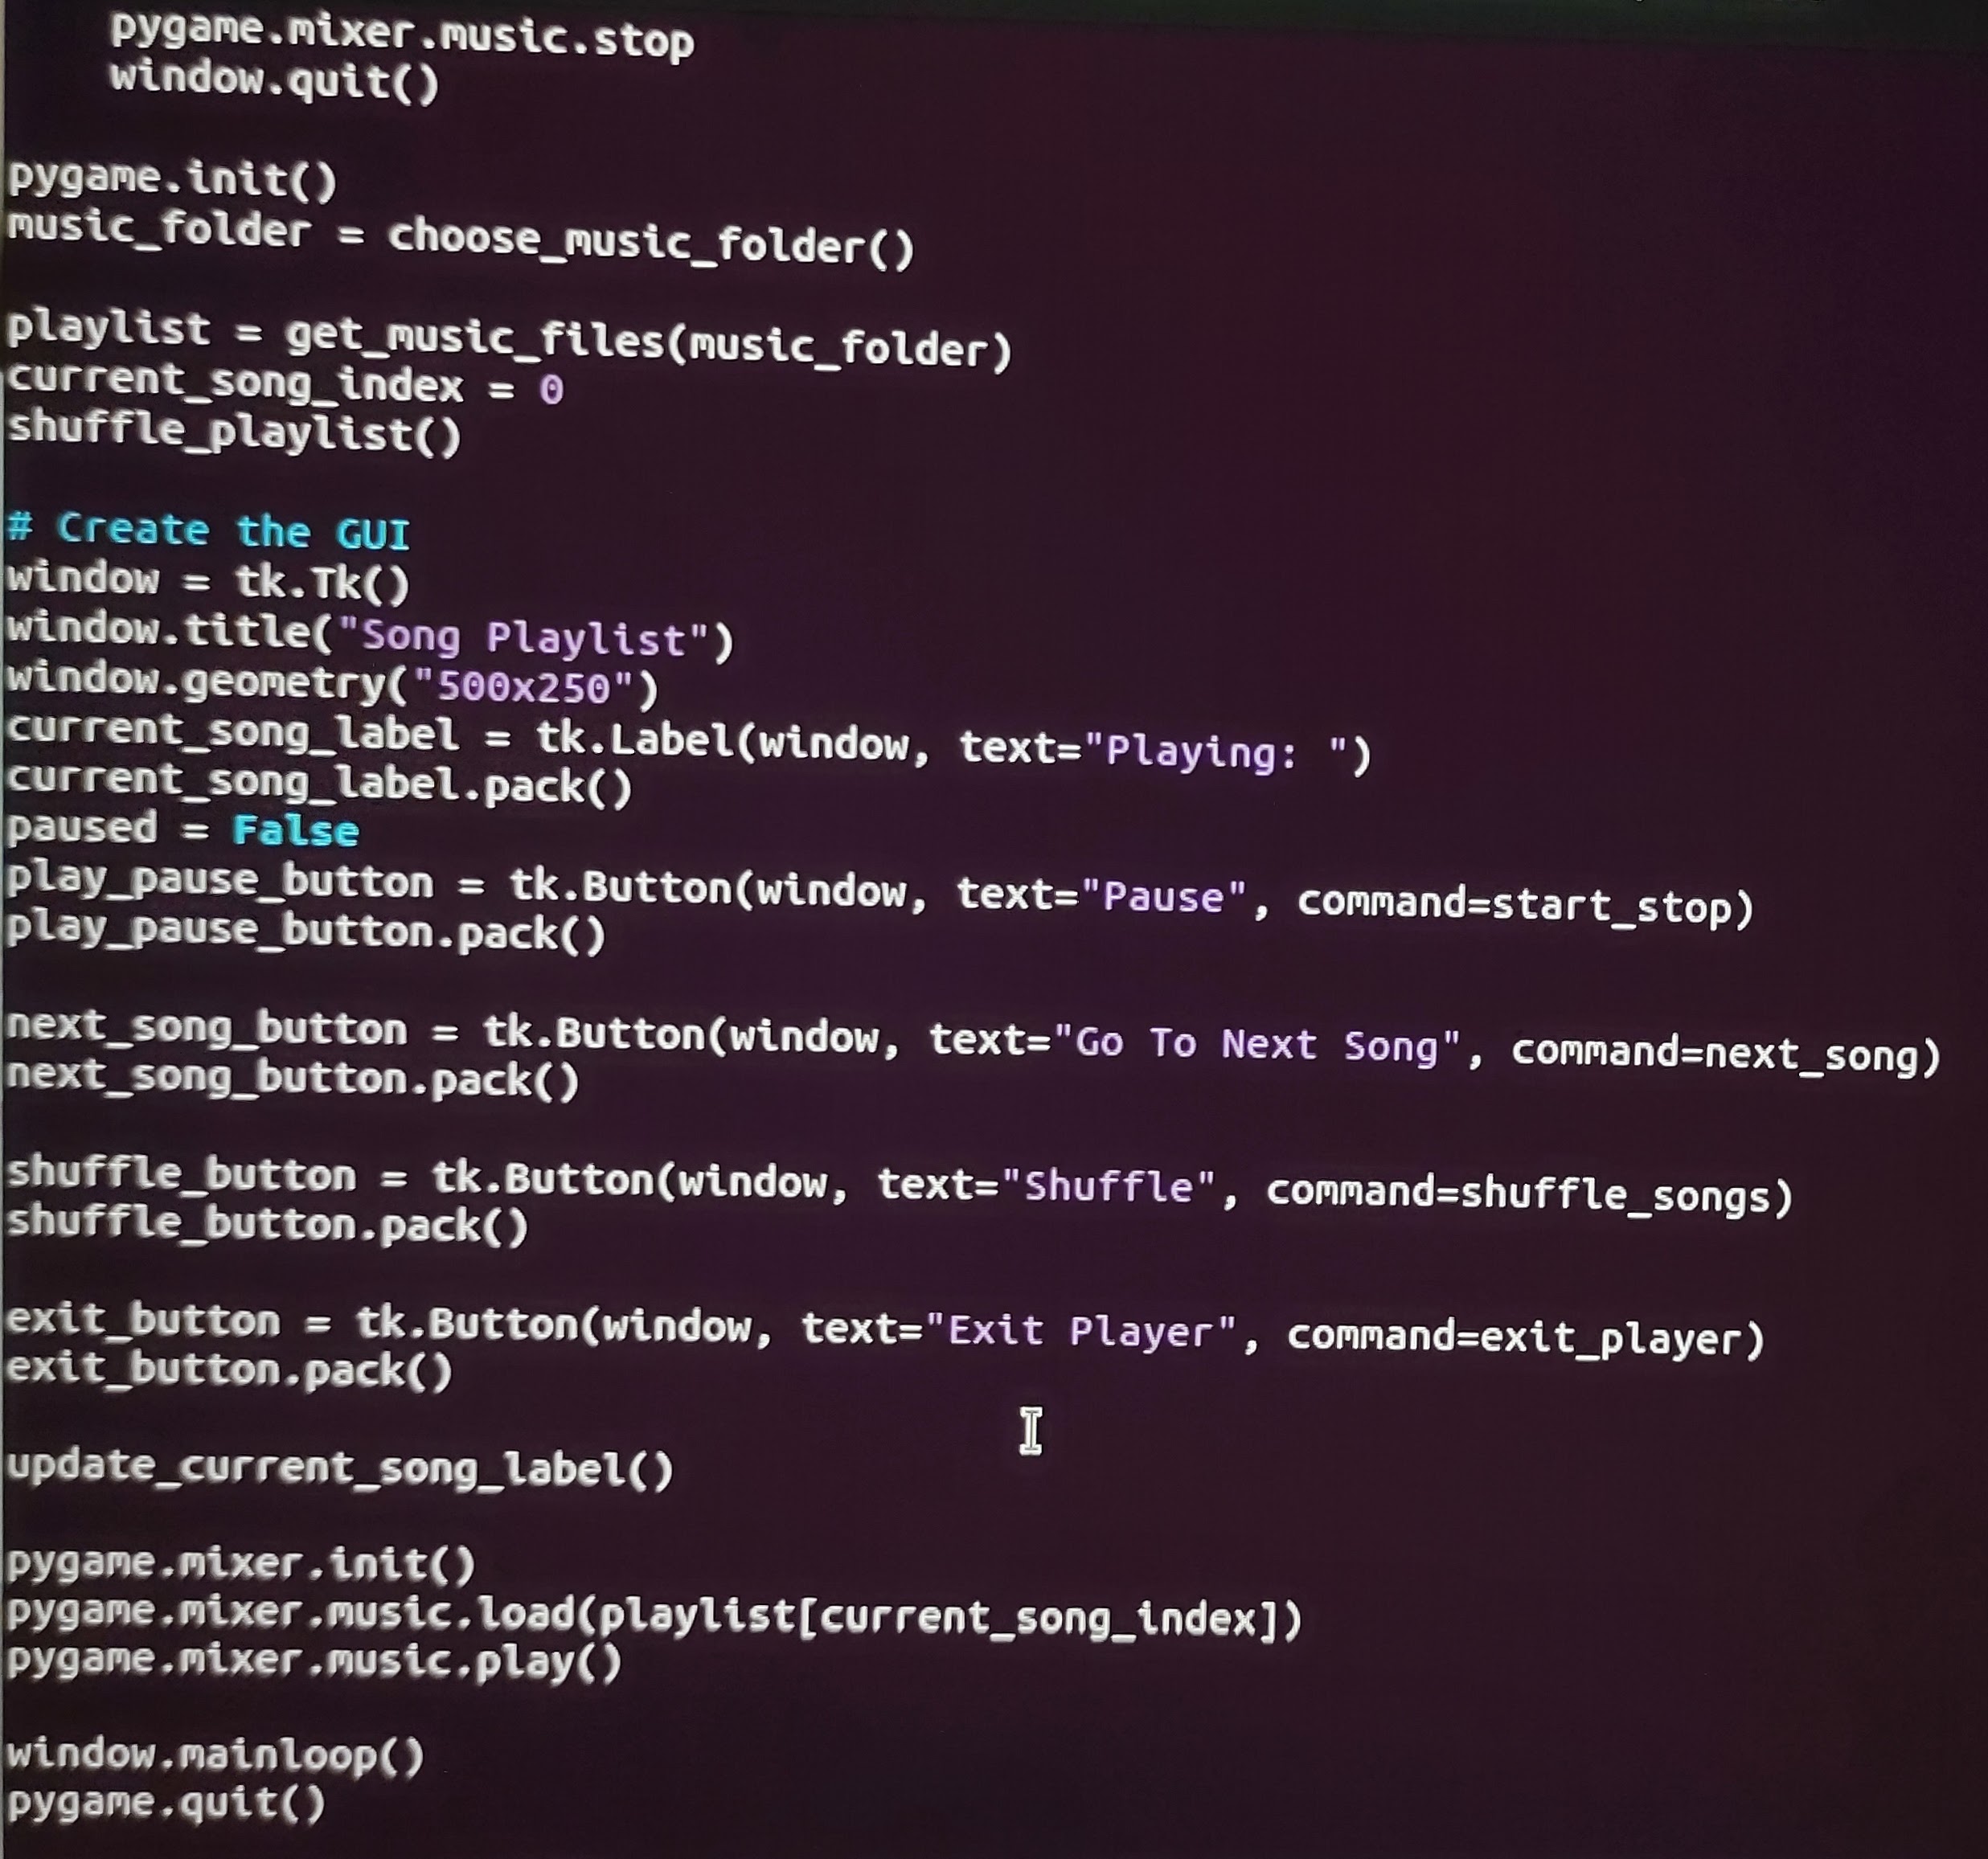 pygame.mixer.music.stop
    window.quit()

pygame.init()
music_folder = choose_music_folder()

playlist = get_music_files(music_folder)
current_song_index = 0
shuffle_playlist()

# Create the GUI
window = tk.Tk()
window.title("Song Playlist")
window.geometry("500x250")
current_song_label = tk.Label(window, text="Playing: ")
current_song_label.pack()
paused = False
play_pause_button = tk.Button(window, text="Pause", command=start_stop)
play_pause_button.pack()

next_song_button = tk.Button(window, text="Go To Next Song", command=next_song)
next_song_button.pack()

shuffle_button = tk.Button(window, text="Shuffle", command=shuffle_songs)
shuffle_button.pack()

exit_button = tk.Button(window, text="Exit Player", command=exit_player)
exit_button.pack()

update_current_song_label()

pygame.mixer.init()
pygame.mixer.music.load(playlist[current_song_index])
pygame.mixer.music.play()

window.mainloop()
pygame.quit()